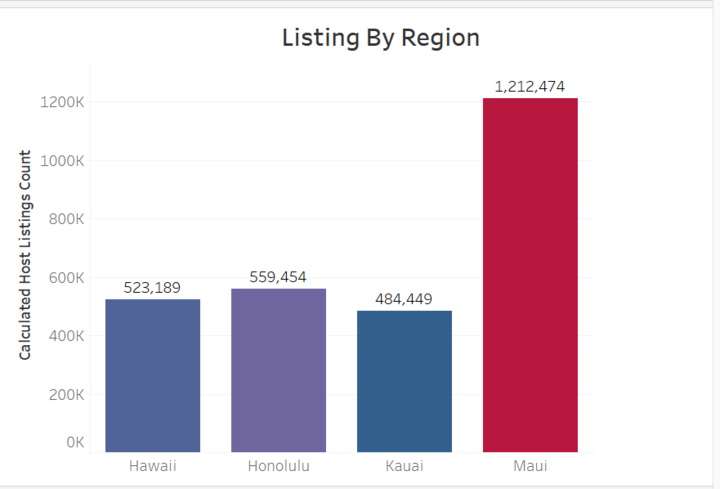 Listing By Region
Calculated Host Listings Count
1200K
1000K
800K
600K
400K
200K
0K
523,189
559,454
484,449
1,212,474
Hawaii
Honolulu
Kauai
Maui